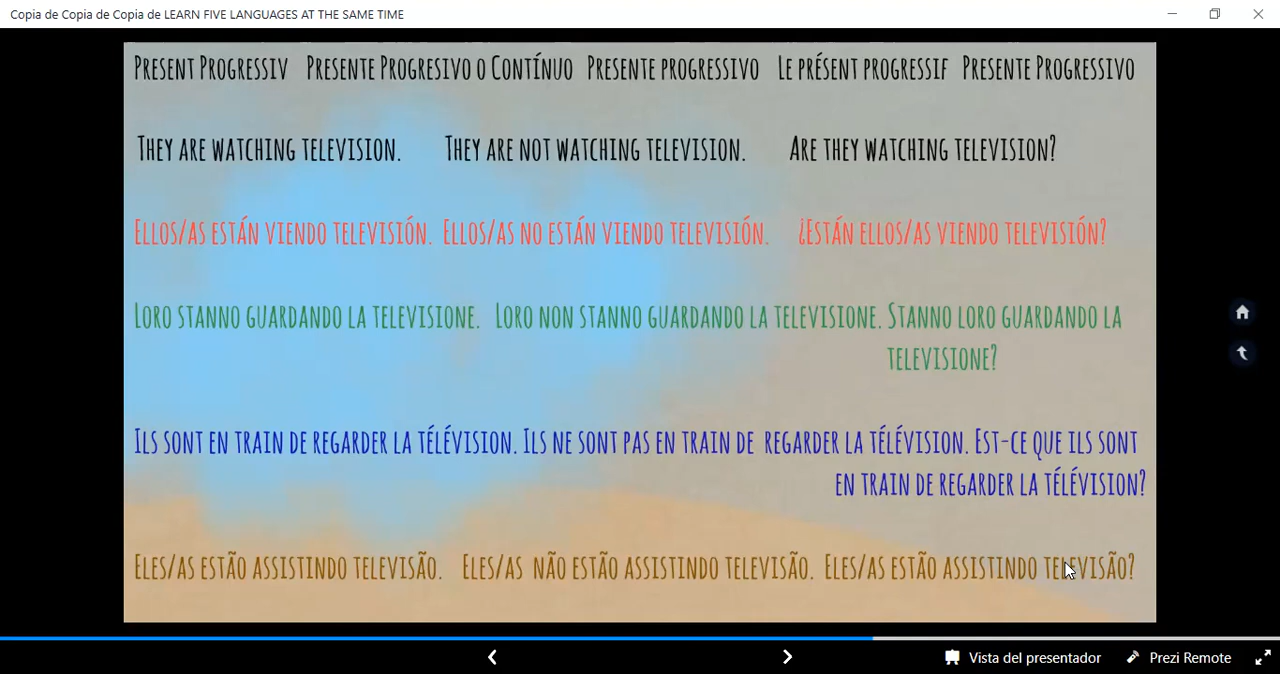 Copia de Copia de Copia de LEARN FIVE LANGUAGES AT THE SAME TIME
Present Progressiv Presente Progresivo o Contínuo Presente progressivo Le présent progressif Presente Progressivo
They are watching television. They are not watching television. Are they watching television?
Ellos/as están viendo televisión. Ellos/as no están viendo televisión. ¿Están ellos/as viendo televisión?
Loro stanno guardando la televisione. Loro non stanno guardando la televisione. Stanno loro guardando la
televisione?
Ils sont en train de regarder la télévision. Ils ne sont pas en train de regarder la télévision. Est-ce que ils sont
en train de regarder la télévision?
Eles/as estão assistindo televisão. Eles/as não estão assistindo televisão. Eles/as estão assistindo televisão?
Vista del presentador Prezi Remote